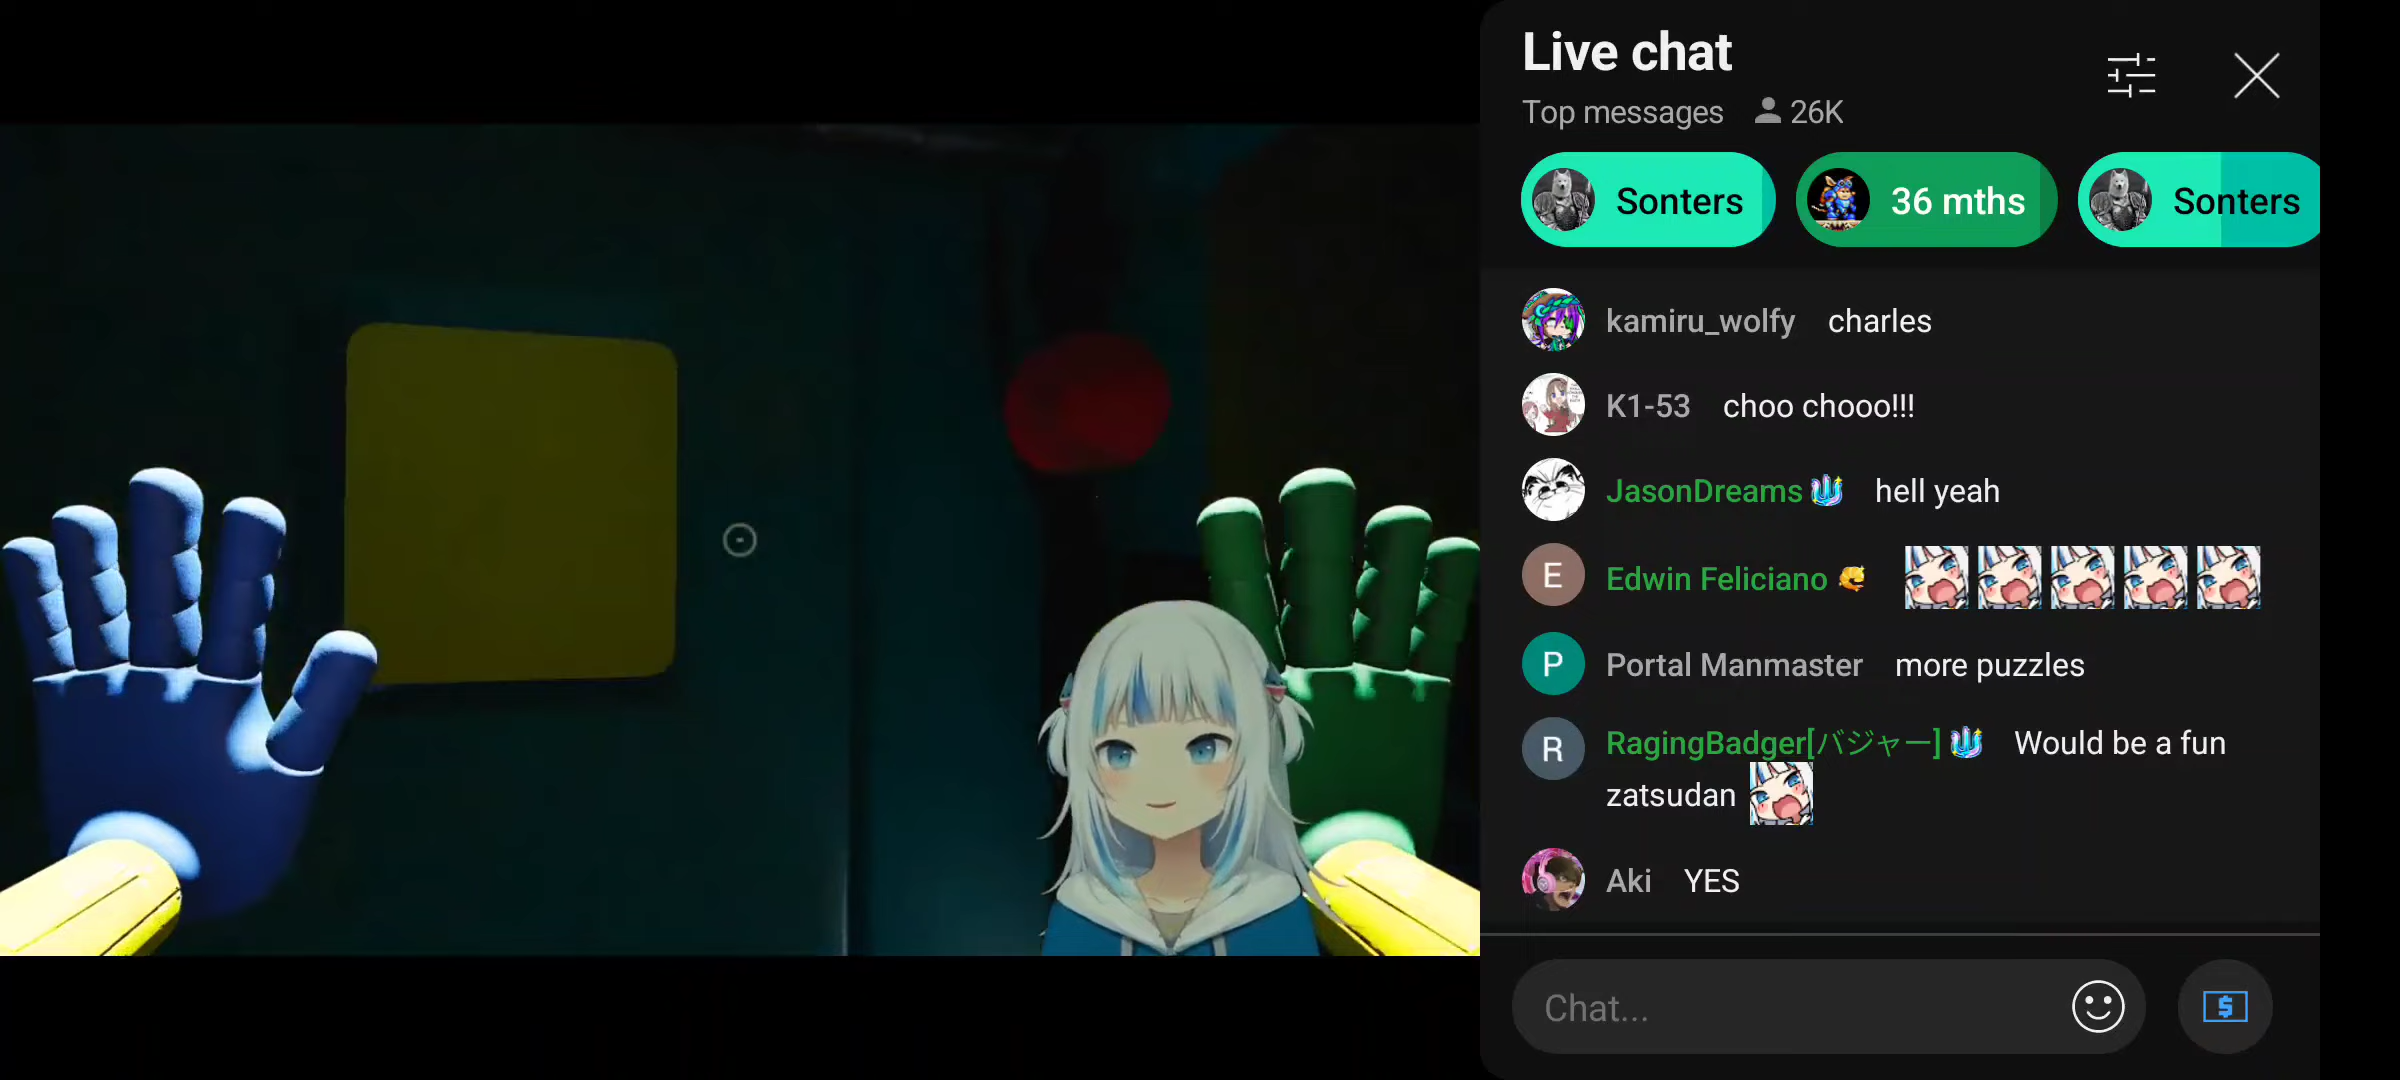 Live chat
Top messages 26K
Sonters
36 mths
Sonters
kamiru_wolfy charles
K1-53 choo chooo!!!
JasonDreams hell yeah
E Edwin Feliciano
P Portal Manmaster more puzzles
R RagingBadger[バジャー] Would be a fun
zatsudan
Aki YES
Chat...
$